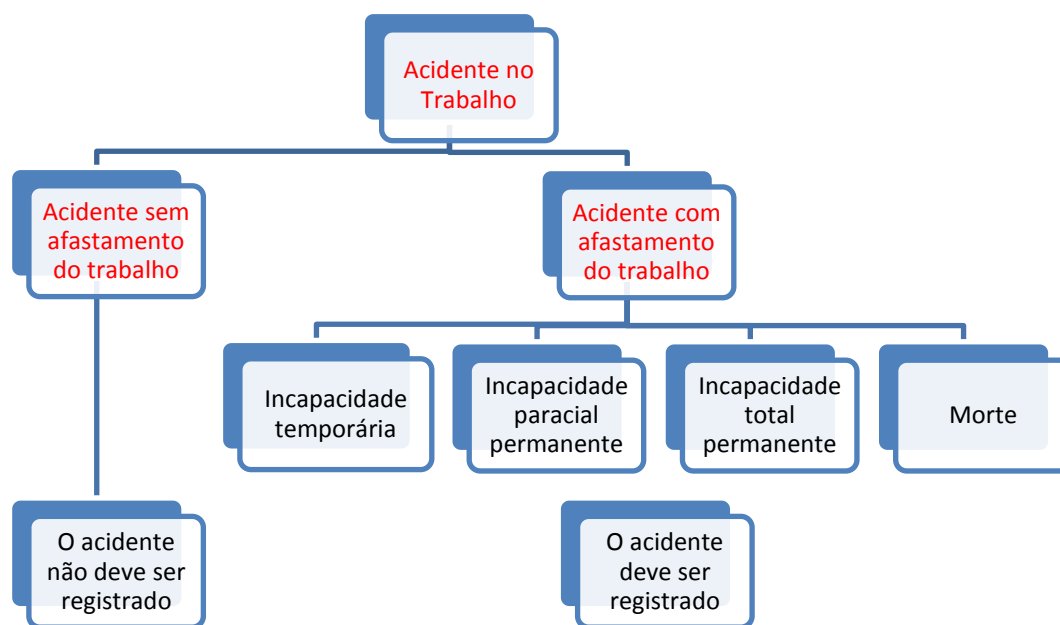 Acidente no
Trabalho
Acidente sem
afastamento
do trabalho
Acidente com
afastamento
do trabalho
Incapacidade
temporária
Incapacidade
paracial
permanente
Incapacidade
total
permanente
Morte
O acidente
não deve ser
registrado
O acidente
deve ser
registrado